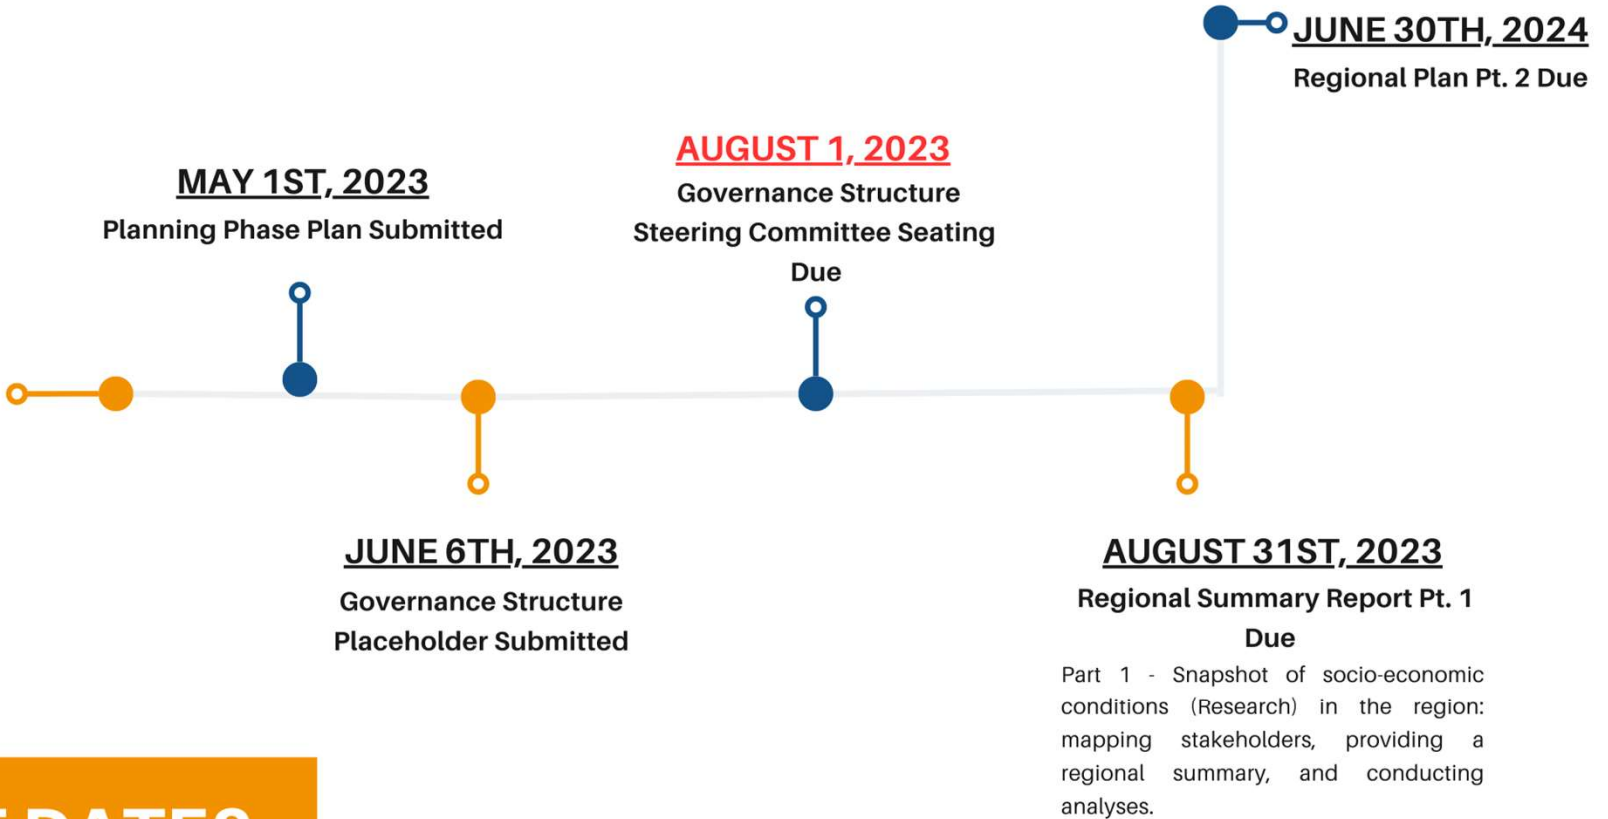 JUNE 30TH, 2024
Regional Plan Pt. 2 Due
AUGUST 1, 2023
Governance Structure
Steering Committee Seating
Due
MAY 1ST, 2023
Planning Phase Plan Submitted
JUNE 6TH, 2023
Governance Structure
Placeholder Submitted
AUGUST 31ST, 2023
Regional Summary Report Pt. 1
Due
Part 1 - Snapshot of socio-economic
conditions (Research) in the region:
mapping stakeholders, providing a
regional summary, and conducting
analyses.
DATES